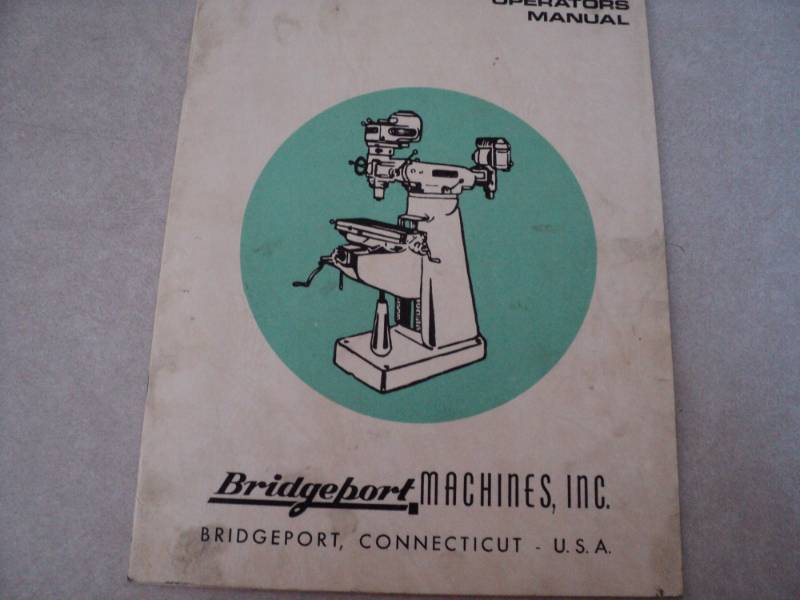 OPERATORS
MANUAL
Bridgeport MACHINES, INC.
BRIDGEPORT, CONNECTICUT - U.S.A.